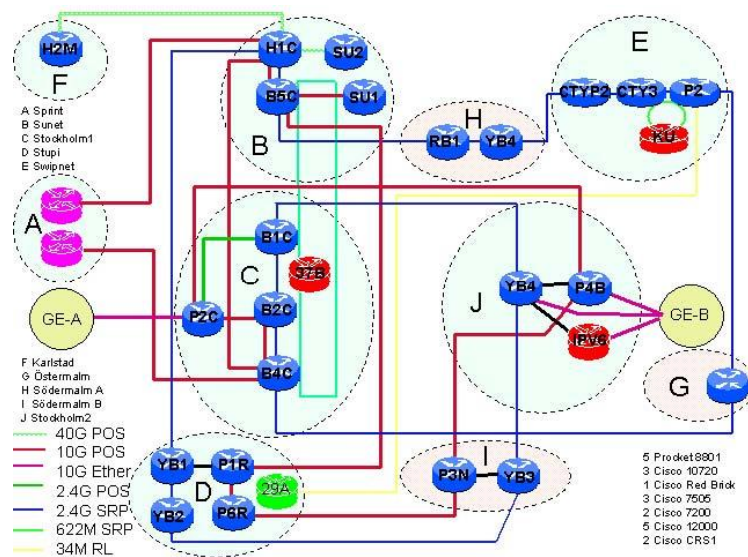 H2M
H1C
SU2
F
B5C
SU1
B
E
CTYP2
CTY3
P2
KU
H
RB1
YB4
A Sprint
B Sunet
C Stockholm1
D Stupi
E Swipnet
A
GE-A
B1C
C
P2C
B2C
B4C
J
YB4
P4B
GE-B
G
F Karlstad
G Östermalm
H Södermalm A
I Södermalm B
J Stockholm2
40G POS
10G POS
10G Ether
2.4G POS
2.4G SRP
622M SRP
34M RL
YB1
P1R
D
29A
YB2
P6R
I
P3N
YB3
5 Procket 8801
3 Cisco 10720
1 Cisco Red Brick
3 Cisco 7505
2 Cisco 7200
5 Cisco 12000
2 Cisco CRS1